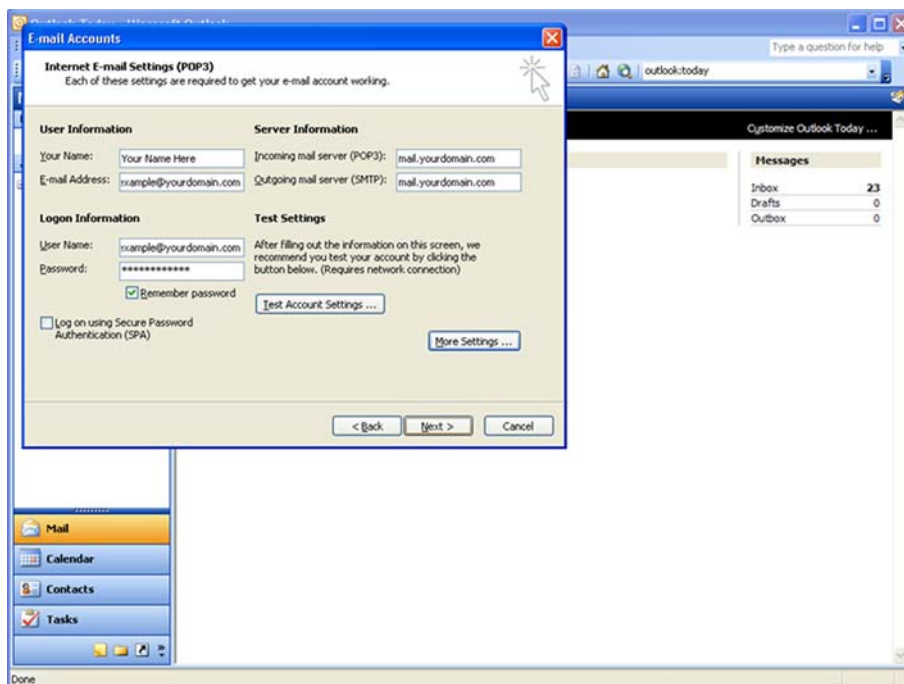 Outlook Today - Microsoft Outlook
E-mail Accounts
Type a question for help
Internet E-mail Settings (POP3)
Each of these settings are required to get your e-mail account working.
outlook:today
Customize Outlook Today ...
User Information
Server Information
Your Name:
Your Name Here
Incoming mail server (POP3):
mail.yourdomain.com
Messages
E-mail Address:
example@yourdomain.com
Outgoing mail server (SMTP):
mail.yourdomain.com
Inbox 23
Drafts 0
Outbox 0
Logon Information
Test Settings
User Name:
example@yourdomain.com
After filling out the information on this screen, we
recommend you test your account by clicking the
button below. (Requires network connection)
Password:
************
Remember password
Test Account Settings ...
Log on using Secure Password
Authentication (SPA)
More Settings ...
< Back
Next >
Cancel
Mail
Calendar
Contacts
Tasks
Done